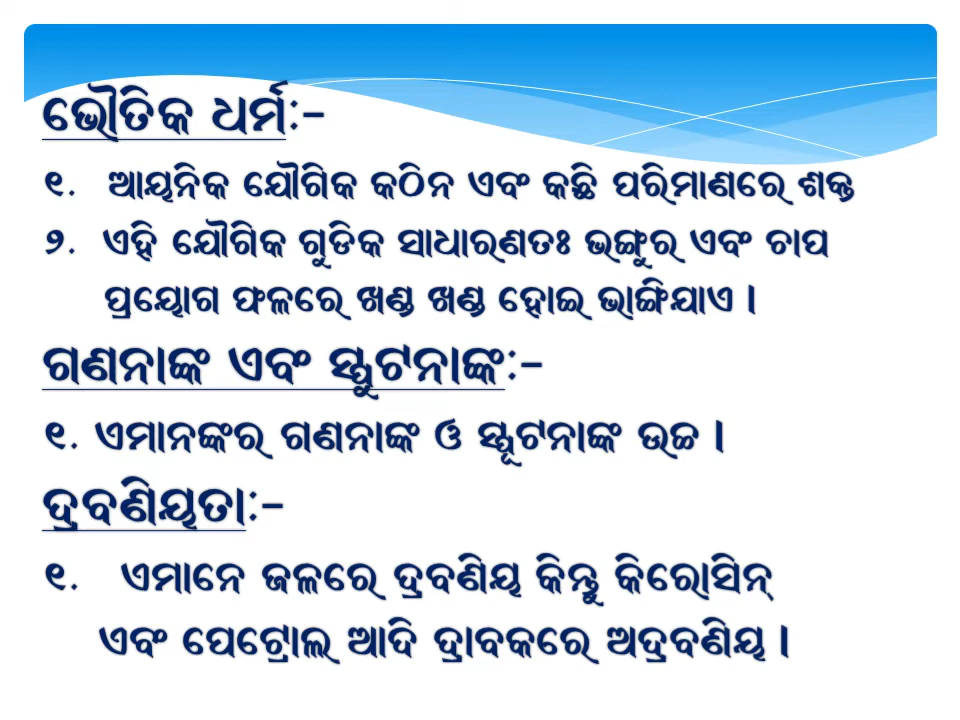 ଭୌତିକ ଧର୍ମ:-
୧. ଆୟନିକ ଯୌଗିକ କଠିନ ଏବଂ କଛି ପରିମାଣରେ ଶକ୍ତ
୨. ଏହି ଯୌଗିକ ଗୁଡିକ ସାଧାରଣତଃ ଭଙ୍ଗୁର ଏବଂ ଚାପ
ପ୍ରୟୋଗ ଫଳରେ ଖଣ୍ଡ ଖଣ୍ଡ ହୋଇ ଭାଙ୍ଗିଯାଏ।
ଗଣନାଙ୍କ ଏବଂ ସ୍ପୁଟନାଙ୍କ:-
୧. ଏମାନଙ୍କର ଗଣନାଙ୍କ ଓ ସ୍ପୂଟନାଙ୍କ ଉଚ୍ଚ।
ଦ୍ରବଣିୟତା:-
୧. ଏମାନେ ଜଳରେ ଦ୍ରବଣିୟ କିନ୍ତୁ କିରୋସିନ୍
ଏବଂ ପେଟ୍ରୋଲ ଆଦି ଦ୍ରାବକରେ ଅଦ୍ରବଣିୟ।